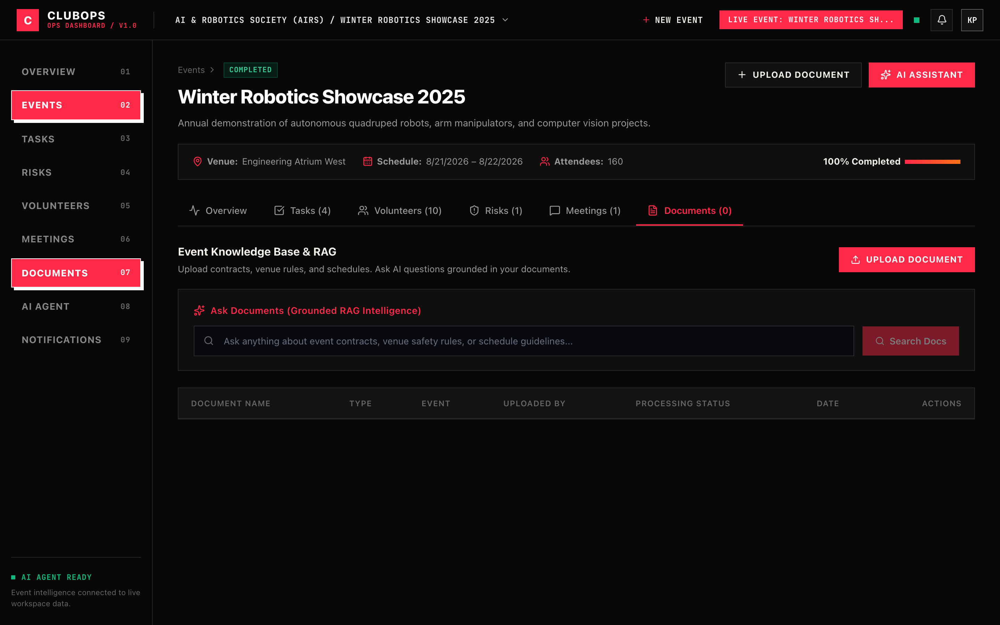 C
CLUBOPS
OPS DASHBOARD / V1.0
AI & ROBOTICS SOCIETY (AIRS) / WINTER ROBOTICS SHOWCASE 2025
+ NEW EVENT
LIVE EVENT: WINTER ROBOTICS SH...
KP
OVERVIEW 01
EVENTS 02
TASKS 03
RISKS 04
VOLUNTEERS 05
MEETINGS 06
DOCUMENTS 07
AI AGENT 08
NOTIFICATIONS 09
AI AGENT READY
Event intelligence connected to live
workspace data.
Events > COMPLETED
+ UPLOAD DOCUMENT
AI ASSISTANT
Winter Robotics Showcase 2025
Annual demonstration of autonomous quadruped robots, arm manipulators, and computer vision projects.
Venue: Engineering Atrium West Schedule: 8/21/2026 – 8/22/2026 Attendees: 160 100% Completed
Overview Tasks (4) Volunteers (10) Risks (1) Meetings (1) Documents (0)
Event Knowledge Base & RAG
Upload contracts, venue rules, and schedules. Ask AI questions grounded in your documents.
UPLOAD DOCUMENT
Ask Documents (Grounded RAG Intelligence)
Ask anything about event contracts, venue safety rules, or schedule guidelines...
Search Docs
DOCUMENT NAME TYPE EVENT UPLOADED BY PROCESSING STATUS DATE ACTIONS